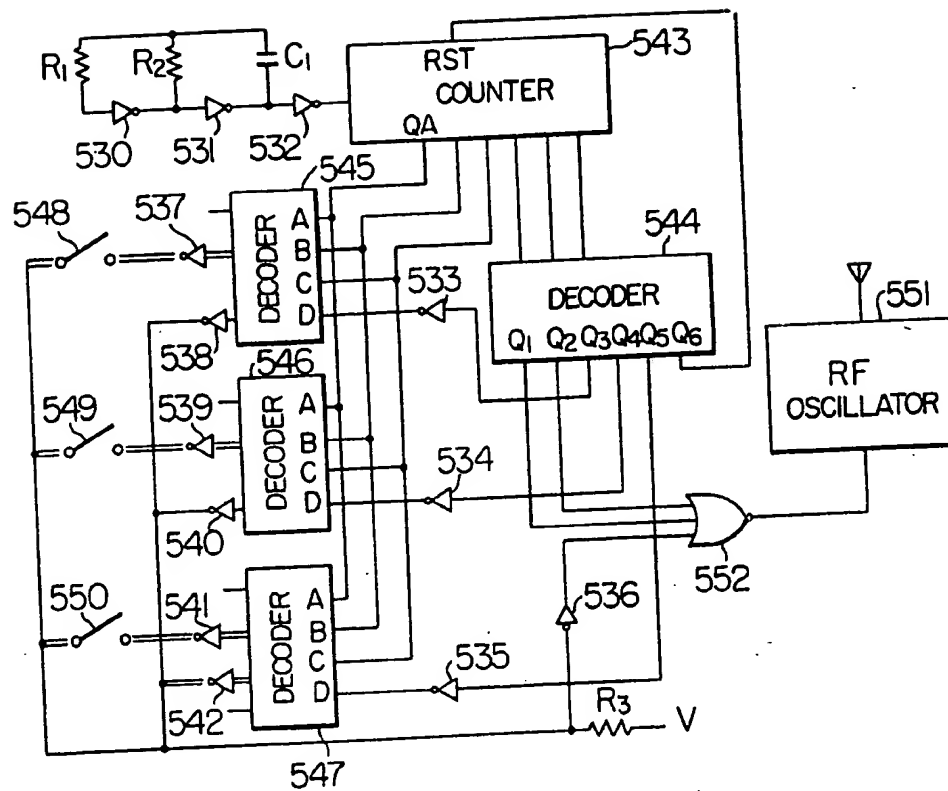 R1
R2
C1
RST
COUNTER
QA
543
530
531
532
545
548
537
DECODER
A
B
C
D
533
544
DECODER
Q1 Q2 Q3 Q4 Q5 Q6
551
RF
OSCILLATOR
538
546
549
539
DECODER
A
B
C
D
534
540
552
550
541
DECODER
A
B
C
D
535
536
542
R3
V
547